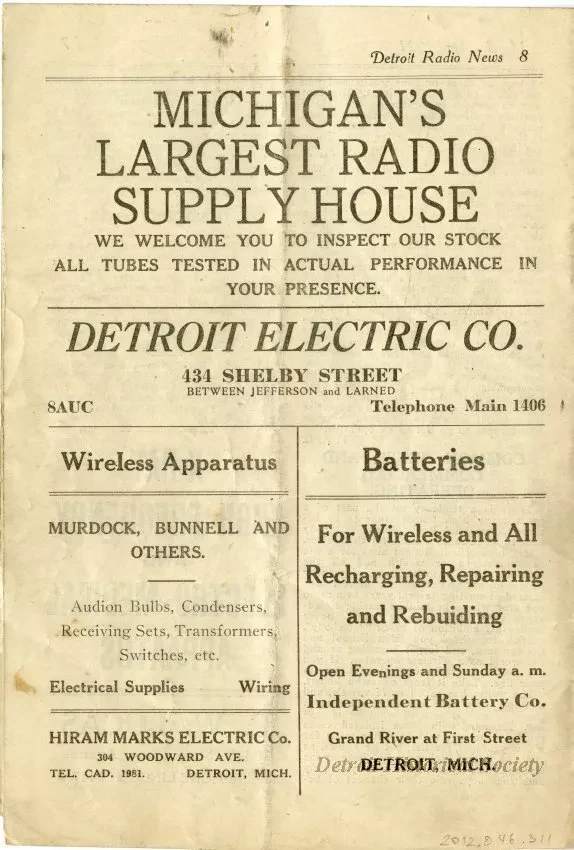 Detroit Radio News 8
MICHIGAN'S
LARGEST RADIO
SUPPLY HOUSE
WE WELCOME YOU TO INSPECT OUR STOCK
ALL TUBES TESTED IN ACTUAL PERFORMANCE IN
YOUR PRESENCE.
DETROIT ELECTRIC CO.
434 SHELBY STREET
BETWEEN JEFFERSON and LARNED
8AUC Telephone Main 1406
Wireless Apparatus
MURDOCK, BUNNELL AND
OTHERS.
Audion Bulbs, Condensers,
Receiving Sets, Transformers,
Switches, etc.
Electrical Supplies Wiring
HIRAM MARKS ELECTRIC Co.
304 WOODWARD AVE.
TEL. CAD. 1981. DETROIT, MICH.
Batteries
For Wireless and All
Recharging, Repairing
and Rebuiding
Open Evenings and Sunday a. m.
Independent Battery Co.
Grand River at First Street
DETROIT, MICH.
Detroit Historical Society
2012.046.311